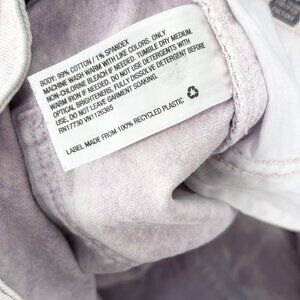 BODY: 99% COTTON / 1% SPANDEX
MACHINE WASH WARM WITH LIKE COLORS. ONLY
NON-CHLORINE BLEACH IF NEEDED. TUMBLE DRY MEDIUM.
WARM IRON IF NEEDED. DO NOT USE DETERGENT WITH
OPTICAL BRIGHTENERS, FULLY DISSOLVE DETERGENT BEFORE
USE. DO NOT LEAVE GARMENT SOAKING.
RN17730 VN1126365
LABEL MADE FROM 100% RECYCLED PLASTIC